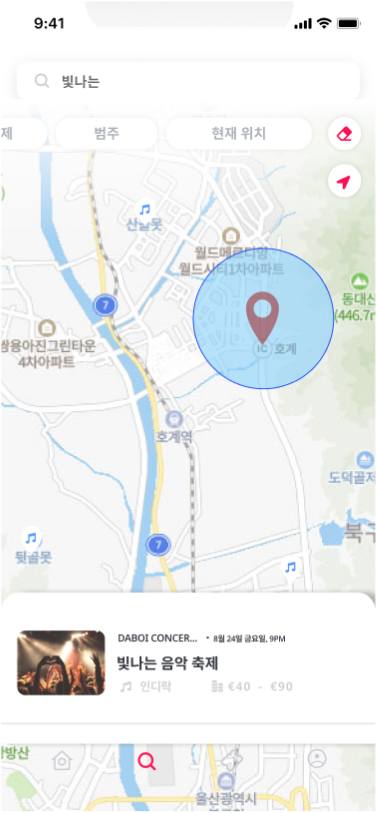 9:41
빛나는
제
범주
현재 위치
산늪못
월드메르디앙
월드시티1차아파트
7
동대산
(446.7m
쌍용아진그린타운
4차아파트
IC 호계
호계역
도덕골저
북구
7
뒷골못
DABOI CONCER... • 8월 24일 금요일, 9PM
빛나는 음악 축제
인디락 €40 - €90
방산
울산광역시